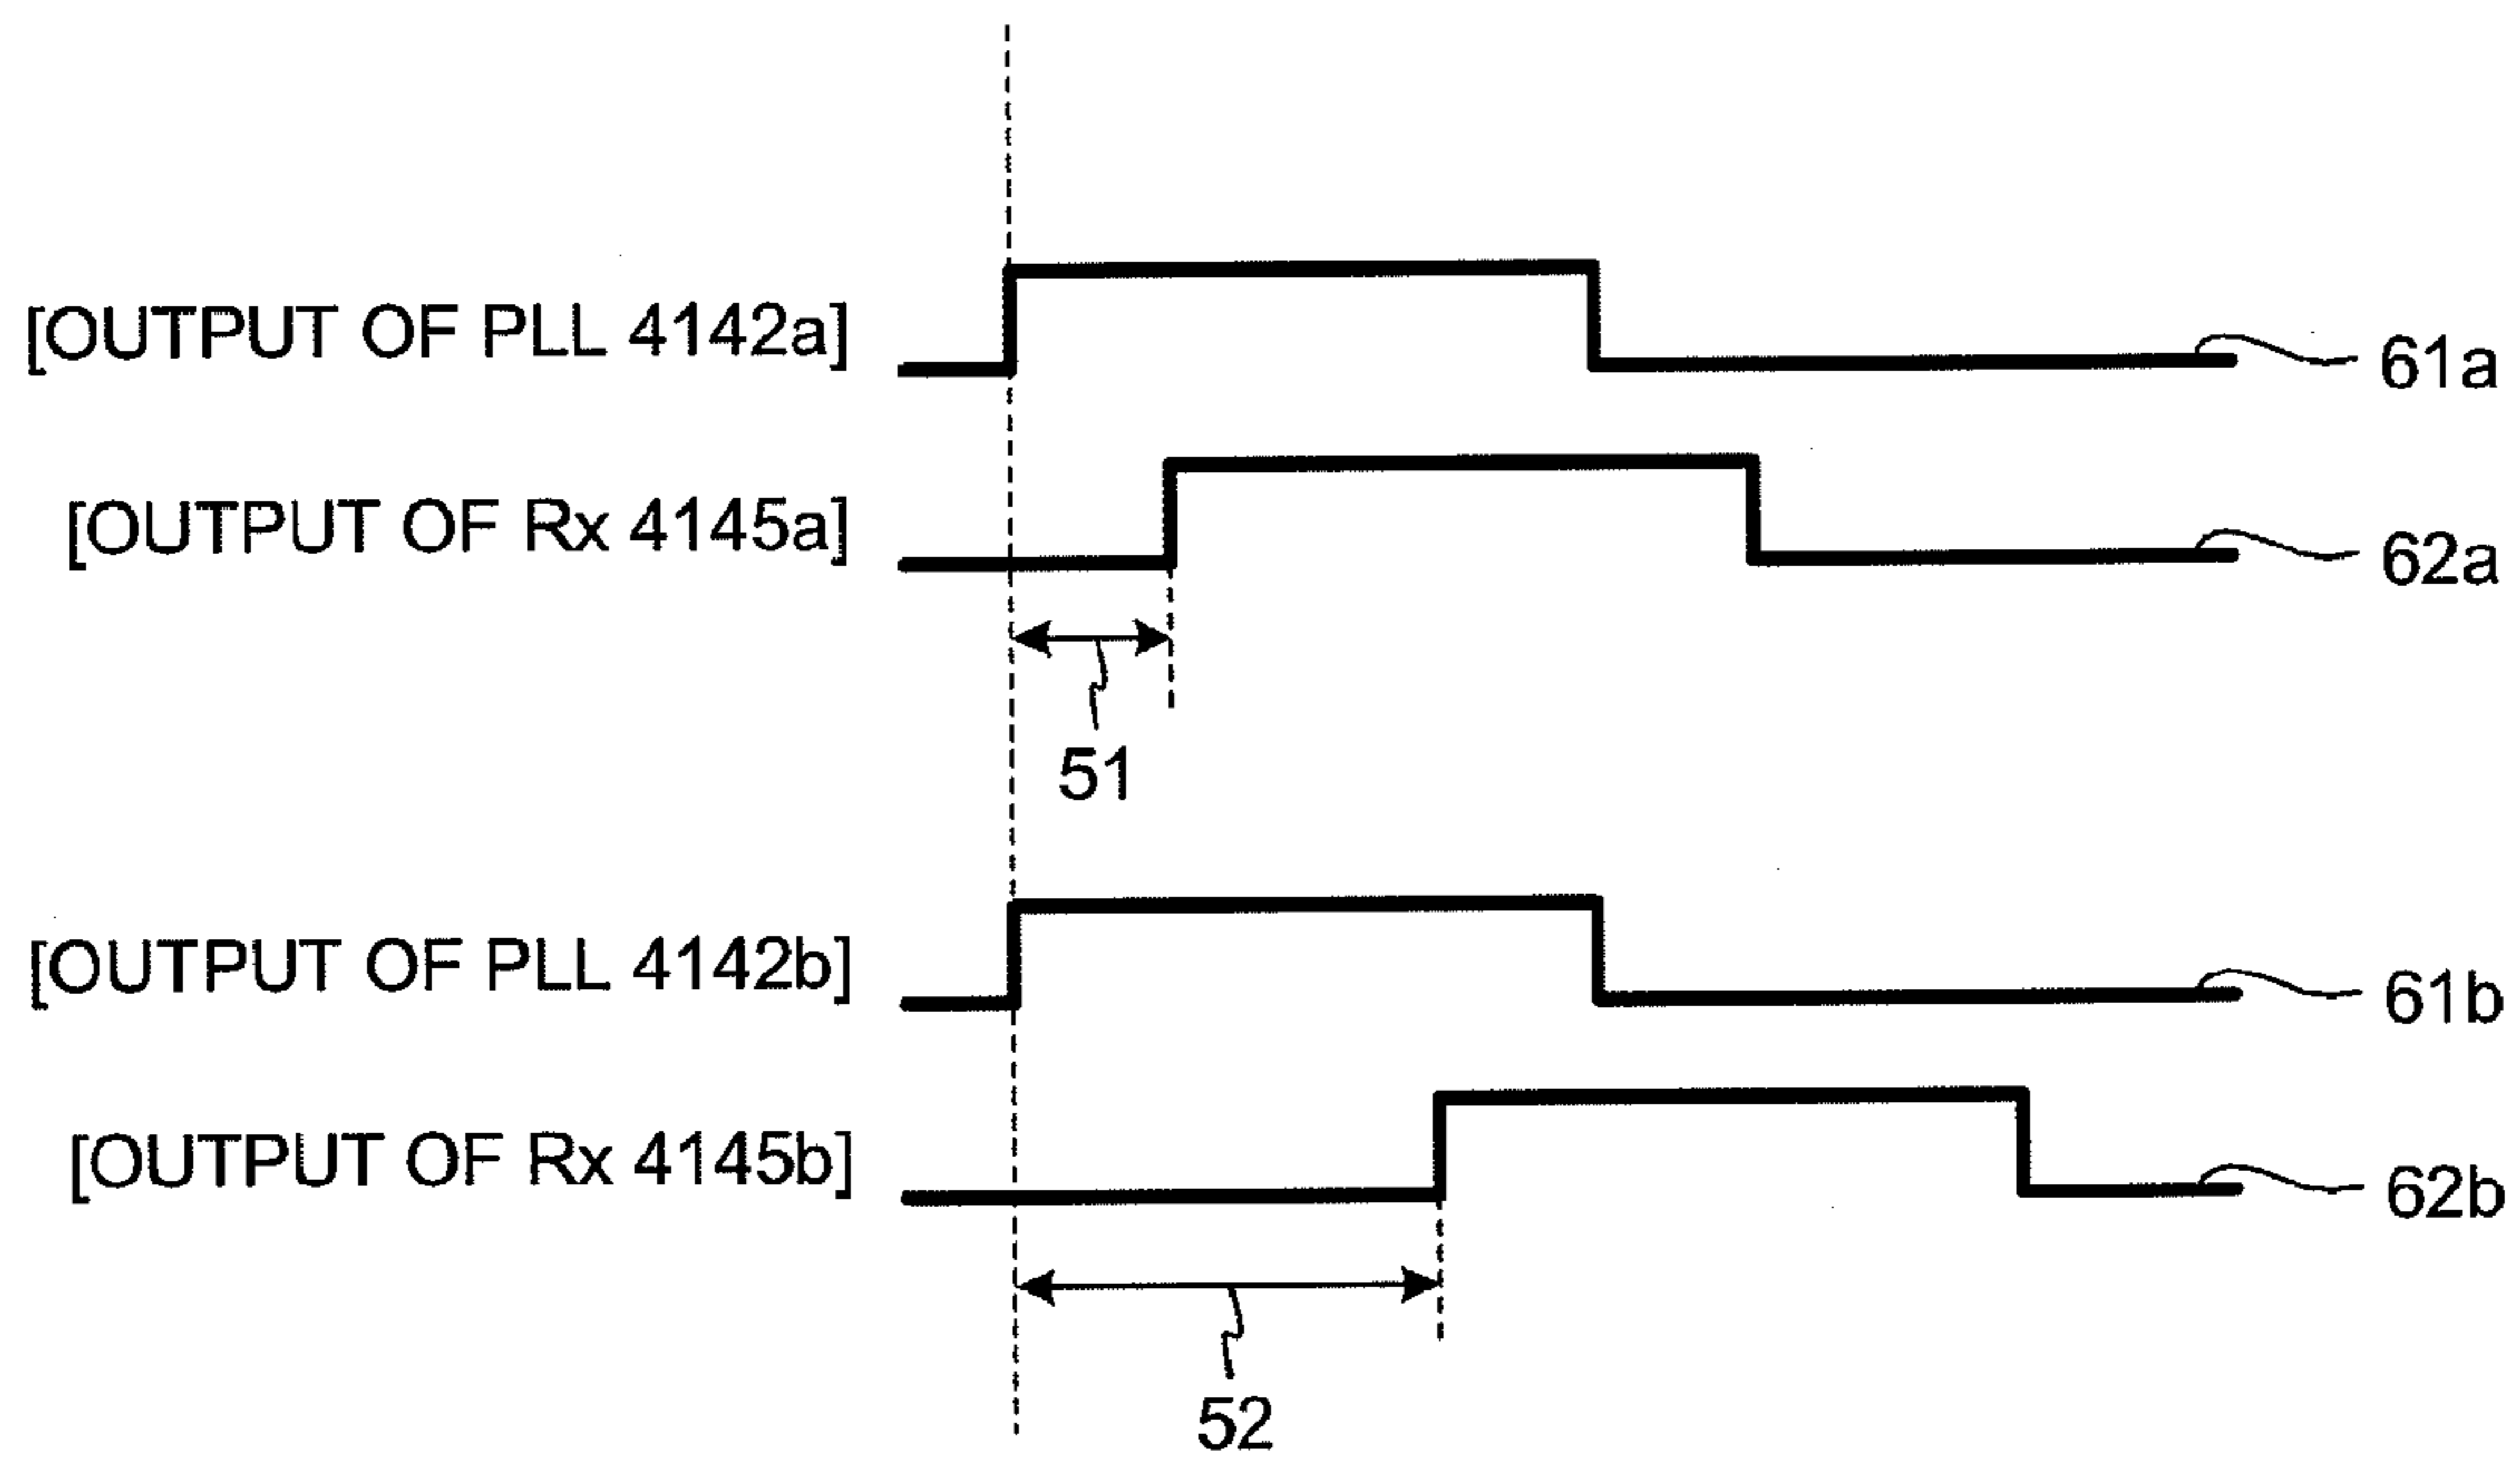 [OUTPUT OF PLL 4142a]
61a
[OUTPUT OF Rx 4145a]
62a
51
[OUTPUT OF PLL 4142b]
61b
[OUTPUT OF Rx 4145b]
62b
52